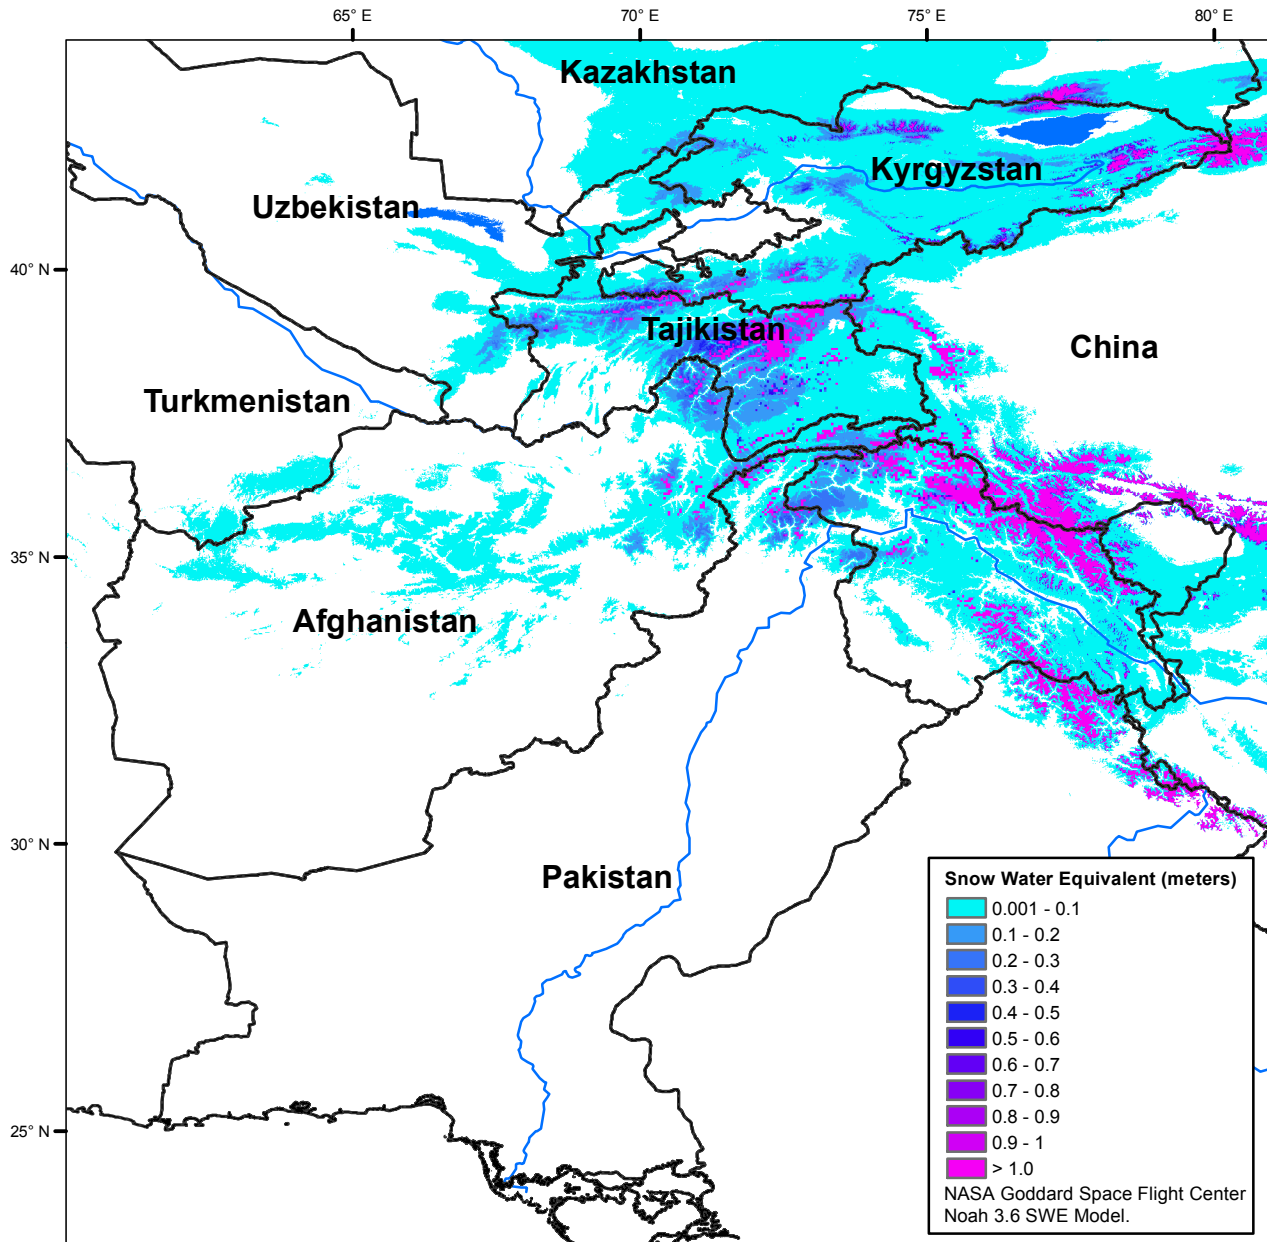 65° E
70° E
75° E
80° E
Kazakhstan
Kyrgyzstan
Uzbekistan
40° N
Tajikistan
China
Turkmenistan
35° N
Afghanistan
30° N
Pakistan
25° N
Snow Water Equivalent (meters)
0.001 - 0.1
0.1 - 0.2
0.2 - 0.3
0.3 - 0.4
0.4 - 0.5
0.5 - 0.6
0.6 - 0.7
0.7 - 0.8
0.8 - 0.9
0.9 - 1
> 1.0
NASA Goddard Space Flight Center
Noah 3.6 SWE Model.